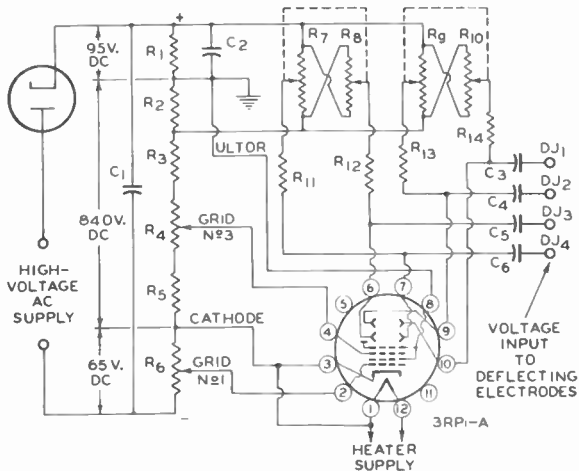 +
95V.
DC
R1
C2
R7
R8
R9
R10
R2
R14
C3
DJ1
ULTOR
R3
C1
R12
R13
C4
DJ2
R11
C5
DJ3
840V.
DC
R4
GRID
Nº3
C6
DJ4
HIGH-
VOLTAGE
AC
SUPPLY
R5
6
7
8
5
9
4
10
3
11
2
1
12
CATHODE
65V.
DC
R6
GRID
Nº1
–
3RP1-A
HEATER
SUPPLY
VOLTAGE
INPUT
TO
DEFLECTING
ELECTRODES